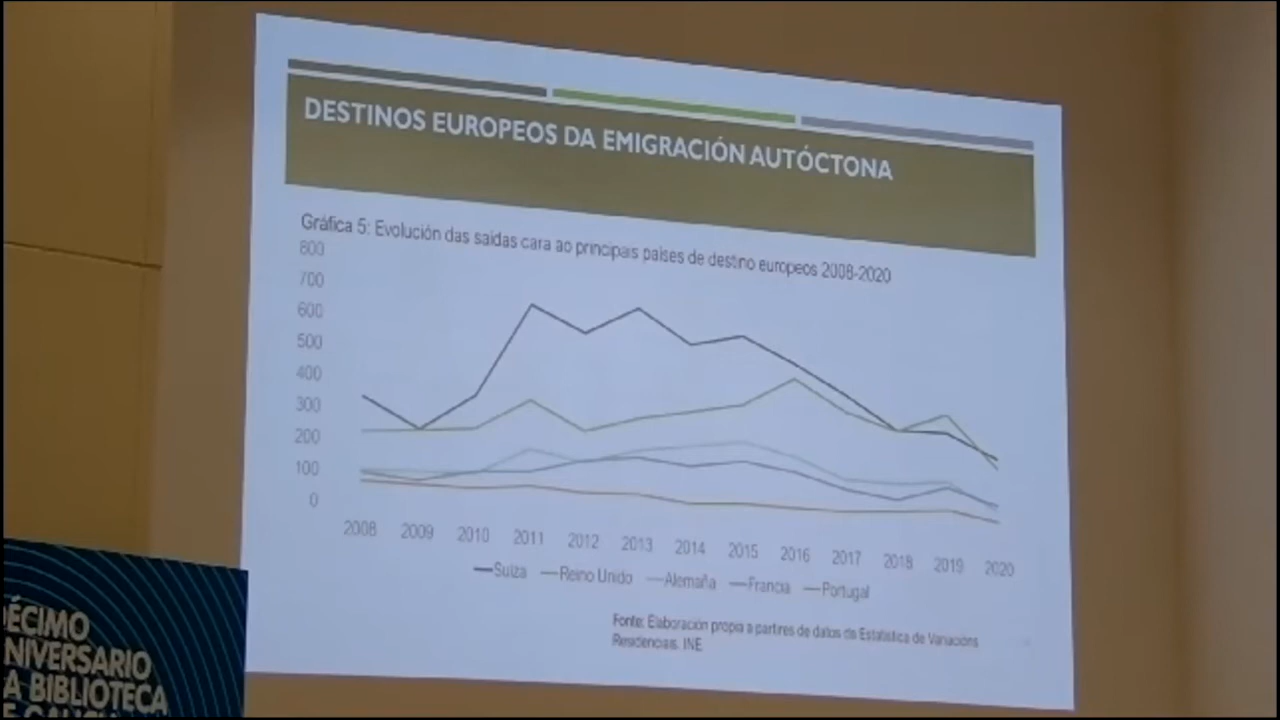 DESTINOS EUROPEOS DA EMIGRACIÓN AUTÓCTONA
Gráfica 5: Evolución das saídas cara ao principais países de destino europeos 2008-2020
800
700
600
500
400
300
200
100
0
2008 2009 2010 2011 2012 2013 2014 2015 2016 2017 2018 2019 2020
Suiza Reino Unido Alemaña Francia Portugal
Fonte: Elaboración propia a partires de datos da Estatística de Variacións
Residenciais. INE
ÉCIMO
NIVERSARIO
A BIBLIOTECA